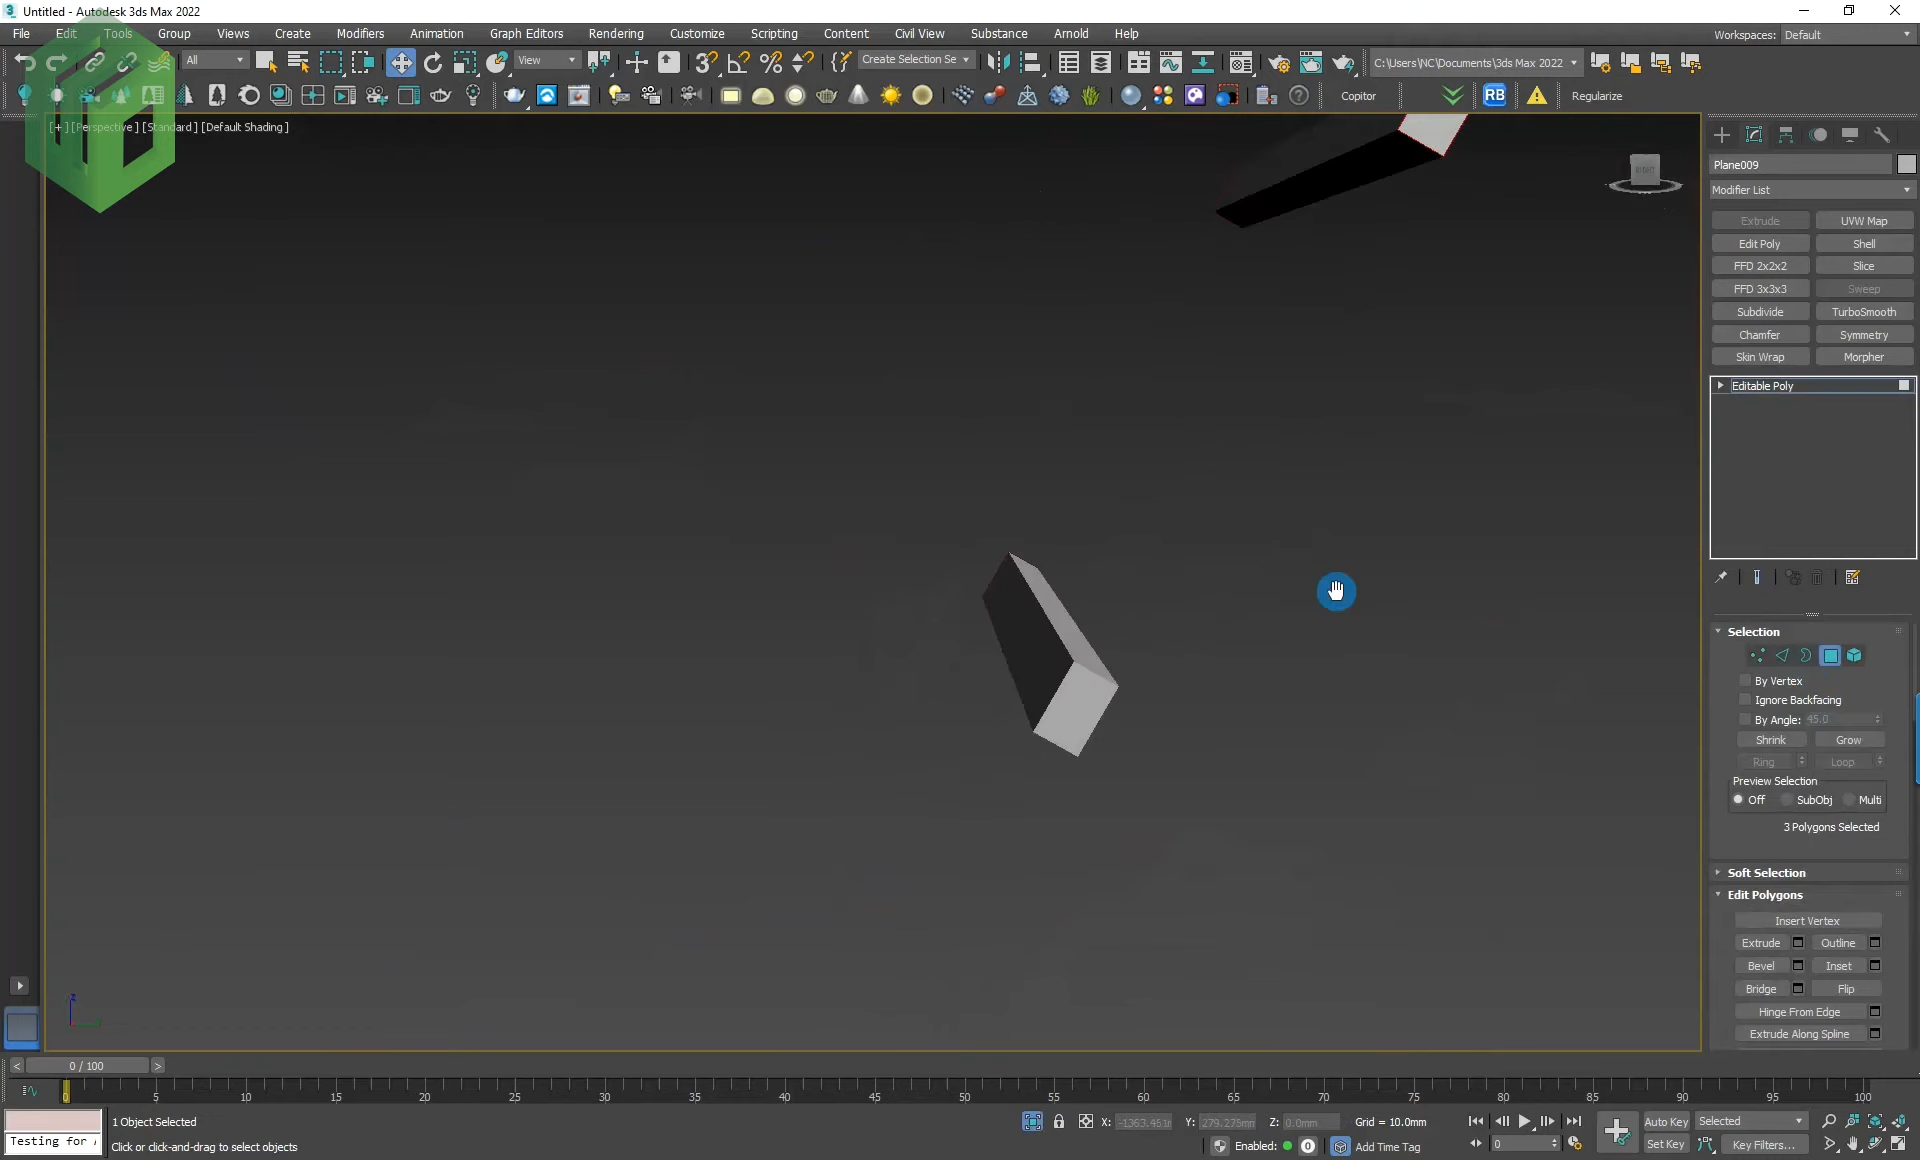 Untitled - Autodesk 3ds Max 2022
File Edit Tools Group Views Create Modifiers Animation Graph Editors Rendering Customize Scripting Content Civil View Substance Arnold Help
Workspaces: Default
All View Create Selection Se C:\Users\NC\Documents\3ds Max 2022
Copitor RB Regularize
[+] [Perspective] [Standard] [Default Shading]
Plane009
Modifier List
Extrude UVW Map
Edit Poly Shell
FFD 2x2x2 Slice
FFD 3x3x3 Sweep
Subdivide TurboSmooth
Chamfer Symmetry
Skin Wrap Morpher
Editable Poly
Selection
By Vertex
Ignore Backfacing
By Angle: 45.0
Shrink Grow
Ring Loop
Preview Selection
Off SubObj Multi
3 Polygons Selected
Soft Selection
Edit Polygons
Insert Vertex
Extrude Outline
Bevel Inset
Bridge Flip
Hinge From Edge
Extrude Along Spline
z
< 0 / 100 >
0 5 10 15 20 25 30 35 40 45 50 55 60 65 70 75 80 85 90 95 100
1 Object Selected X: Y: 279.275mm Z: 0.0mm Grid = 10.0mm Auto Key Selected
Testing for Click or click-and-drag to select objects Enabled: 0 Add Time Tag 0 Set Key Key Filters...